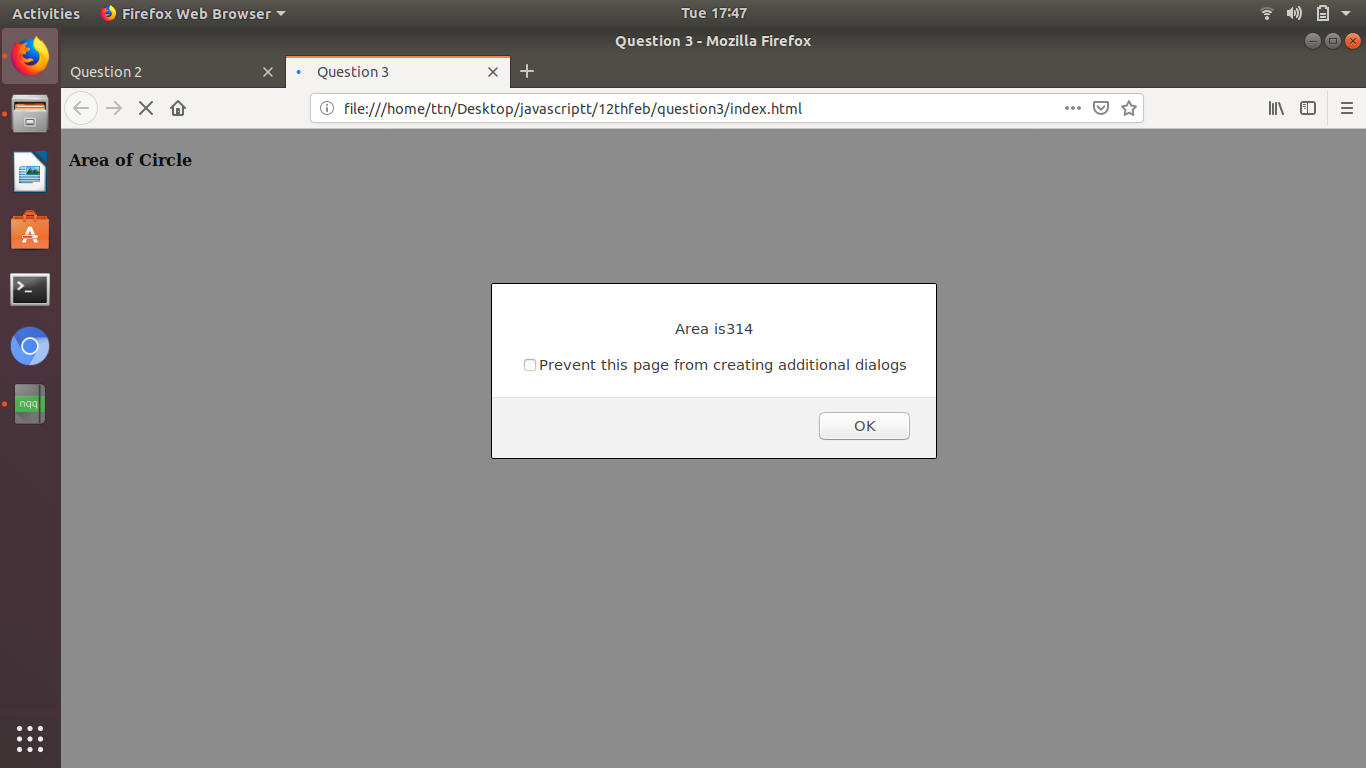 Activities Firefox Web Browser Tue 17:47
Question 3 - Mozilla Firefox
Question 2 Question 3
file:///home/ttn/Desktop/javascriptt/12thfeb/question3/index.html
Area of Circle
Area is314
Prevent this page from creating additional dialogs
OK
nqq